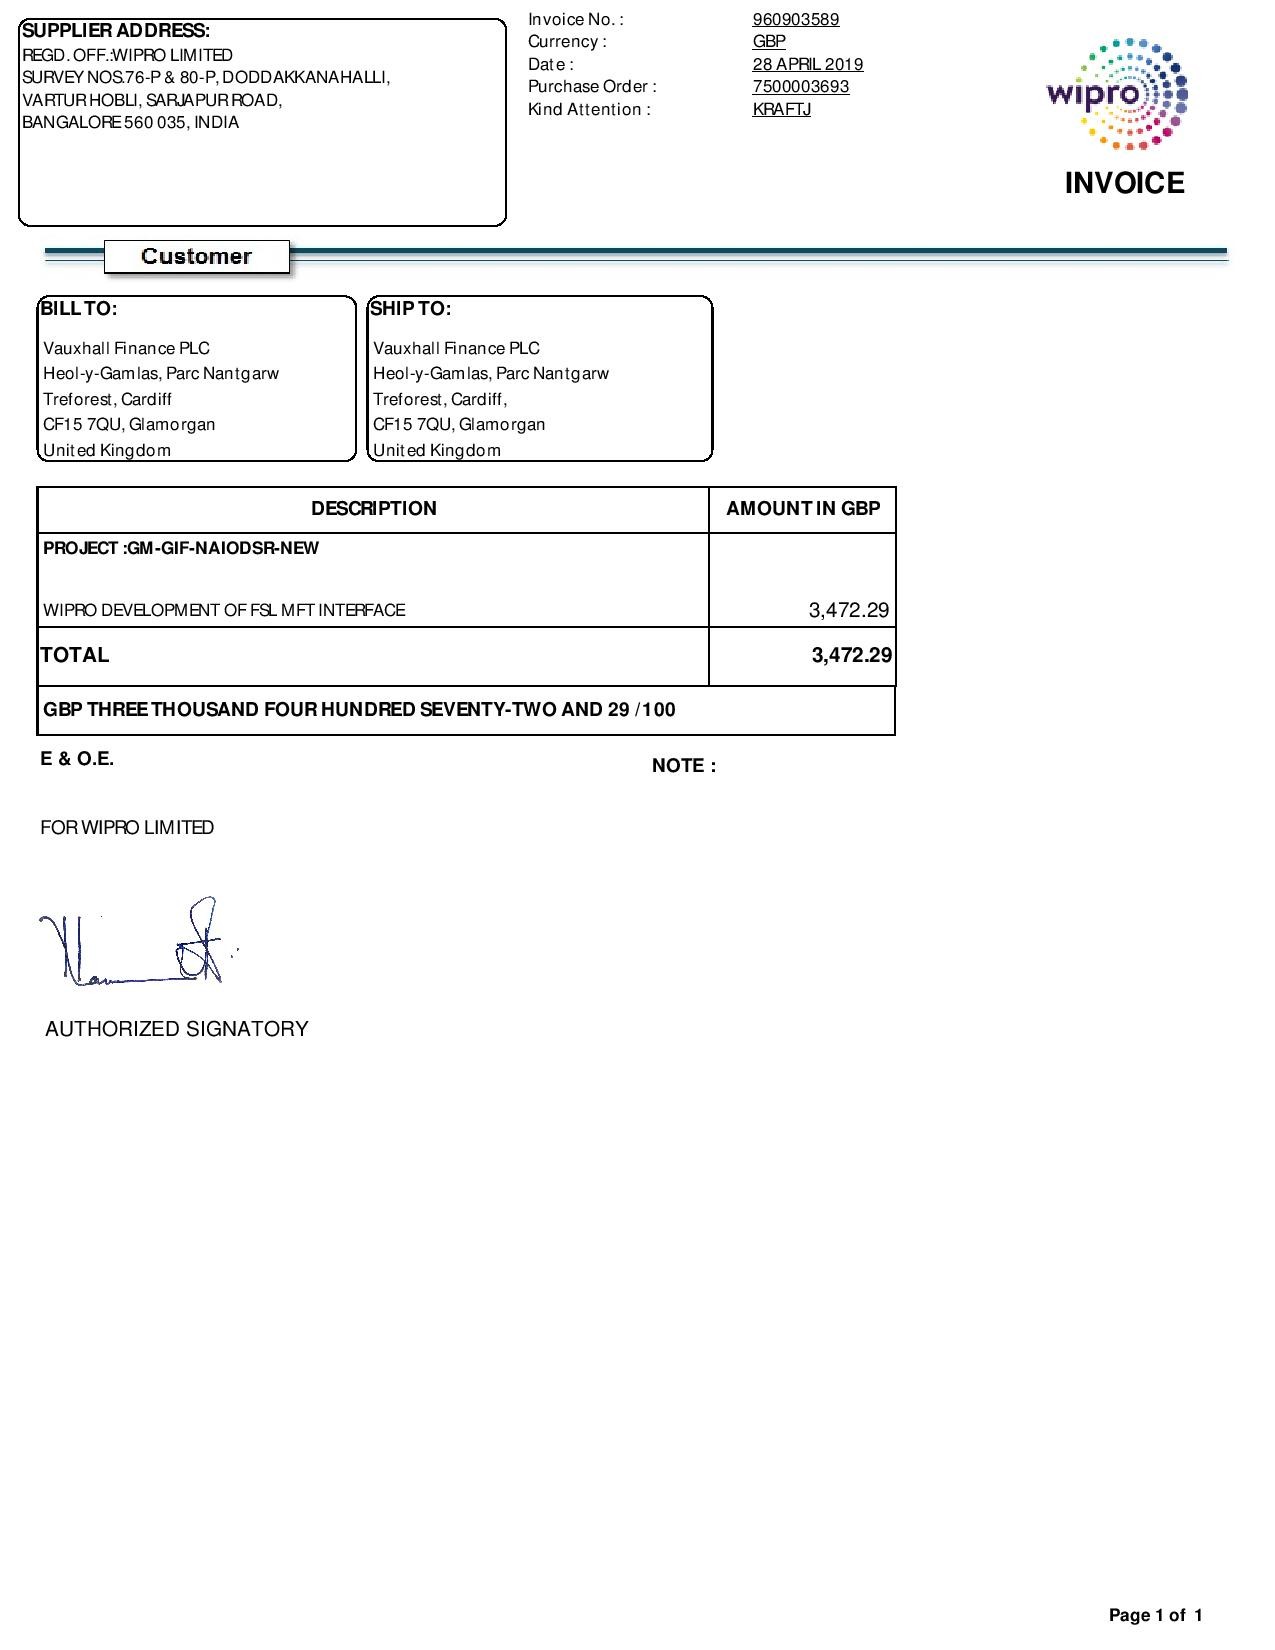 SUPPLIER ADDRESS:
REGD. OFF.:WIPRO LIMITED
SURVEY NOS.76-P & 80-P, DODDAKKANAHALLI,
VARTUR HOBLI, SARJAPUR ROAD,
BANGALORE 560 035, INDIA
Invoice No. : 960903589
Currency : GBP
Date : 28 APRIL 2019
Purchase Order : 7500003693
Kind Attention : KRAFTJ
wipro
INVOICE
Customer
BILL TO:
Vauxhall Finance PLC
Heol-y-Gamlas, Parc Nantgarw
Treforest, Cardiff
CF15 7QU, Glamorgan
United Kingdom
SHIP TO:
Vauxhall Finance PLC
Heol-y-Gamlas, Parc Nantgarw
Treforest, Cardiff,
CF15 7QU, Glamorgan
United Kingdom
DESCRIPTION AMOUNT IN GBP
PROJECT :GM-GIF-NAIODSR-NEW
WIPRO DEVELOPMENT OF FSL MFT INTERFACE 3,472.29
TOTAL 3,472.29
GBP THREE THOUSAND FOUR HUNDRED SEVENTY-TWO AND 29 /100
E & O.E.
NOTE :
FOR WIPRO LIMITED
AUTHORIZED SIGNATORY
Page 1 of 1